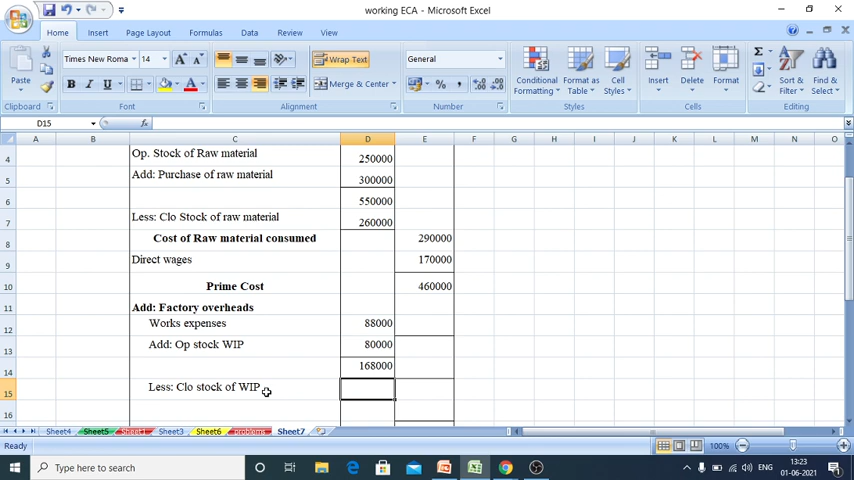 working ECA - Microsoft Excel
Home Insert Page Layout Formulas Data Review View
Paste
Times New Roma 14 A A Wrap Text General
B I U A Merge & Center % ,
Conditional Formatting Format as Table Cell Styles Insert Delete Format Sort & Filter Find & Select
Clipboard Font Alignment Number Styles Cells Editing
D15 fx
A B C D E F G H I J K L M N O
4 Op. Stock of Raw material 250000
5 Add: Purchase of raw material 300000
6 550000
7 Less: Clo Stock of raw material 260000
8 Cost of Raw material consumed 290000
9 Direct wages 170000
10 Prime Cost 460000
11 Add: Factory overheads
12 Works expenses 88000
13 Add: Op stock WIP 80000
14 168000
15 Less: Clo stock of WIP
16
Sheet4 Sheet5 Sheet1 Sheet3 Sheet6 problems Sheet7
Ready 100%
Type here to search ENG 13:23
01-06-2021